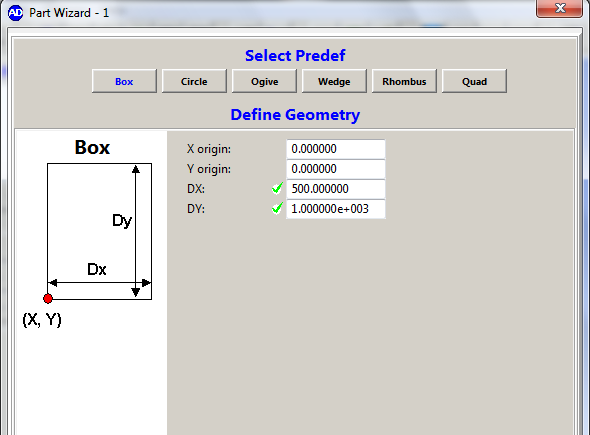 AD Part Wizard - 1
Select Predef
Box Circle Ogive Wedge Rhombus Quad
Define Geometry
Box
Dy
Dx
(X, Y)
X origin: 0.000000
Y origin: 0.000000
DX: 500.000000
DY: 1.000000e+003